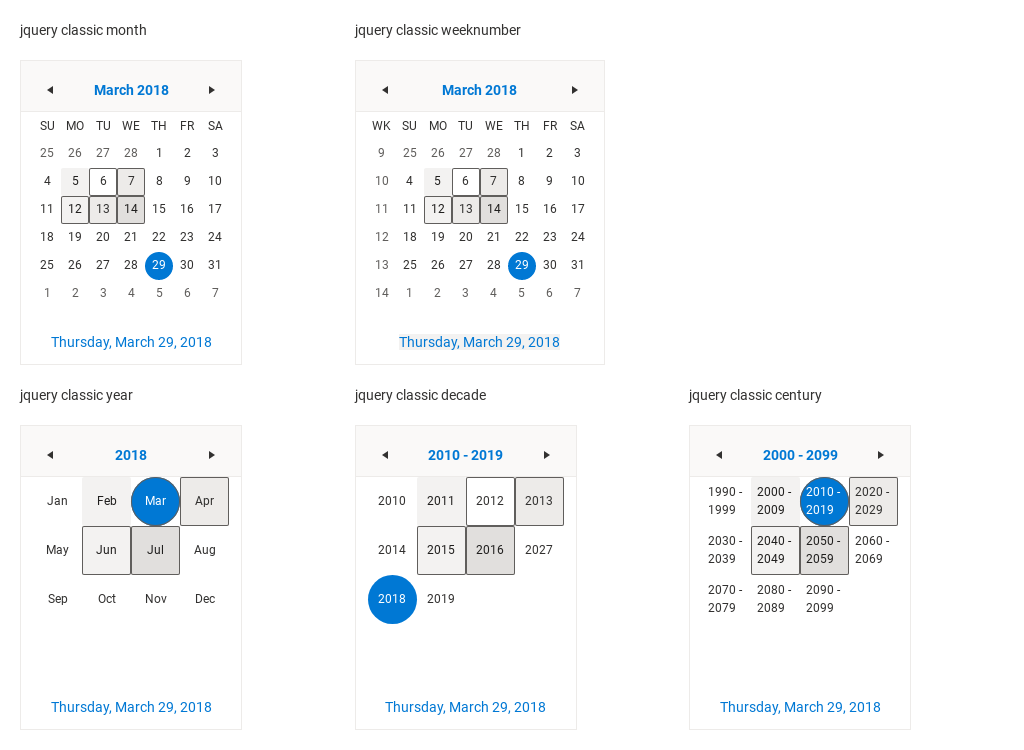 jquery classic month
March 2018
SU MO TU WE TH FR SA
25 26 27 28 1 2 3
4 5 6 7 8 9 10
11 12 13 14 15 16 17
18 19 20 21 22 23 24
25 26 27 28 29 30 31
1 2 3 4 5 6 7
Thursday, March 29, 2018
jquery classic weeknumber
March 2018
WK SU MO TU WE TH FR SA
9 25 26 27 28 1 2 3
10 4 5 6 7 8 9 10
11 11 12 13 14 15 16 17
12 18 19 20 21 22 23 24
13 25 26 27 28 29 30 31
14 1 2 3 4 5 6 7
Thursday, March 29, 2018
jquery classic year
2018
Jan Feb Mar Apr
May Jun Jul Aug
Sep Oct Nov Dec
Thursday, March 29, 2018
jquery classic decade
2010 - 2019
2010 2011 2012 2013
2014 2015 2016 2027
2018 2019
Thursday, March 29, 2018
jquery classic century
2000 - 2099
1990 - 2000 - 2010 - 2020 -
1999 2009 2019 2029
2030 - 2040 - 2050 - 2060 -
2039 2049 2059 2069
2070 - 2080 - 2090 -
2079 2089 2099
Thursday, March 29, 2018